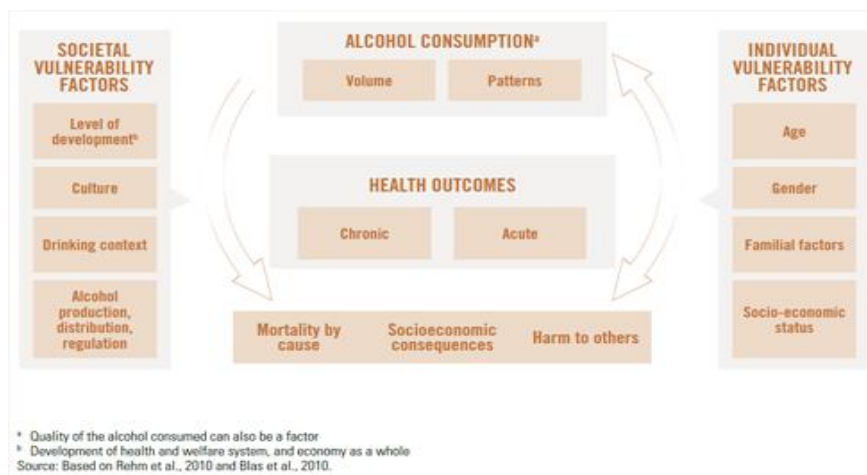 SOCIETAL
VULNERABILITY
FACTORS
Level of
developmentᵇ
Culture
Drinking context
Alcohol
production,
distribution,
regulation
ALCOHOL CONSUMPTIONᵃ
Volume
Patterns
HEALTH OUTCOMES
Chronic
Acute
Mortality by
cause
Socioeconomic
consequences
Harm to others
INDIVIDUAL
VULNERABILITY
FACTORS
Age
Gender
Familial factors
Socio-economic
status
ᵃ Quality of the alcohol consumed can also be a factor
ᵇ Development of health and welfare system, and economy as a whole
Source: Based on Rehm et al., 2010 and Blas et al., 2010.